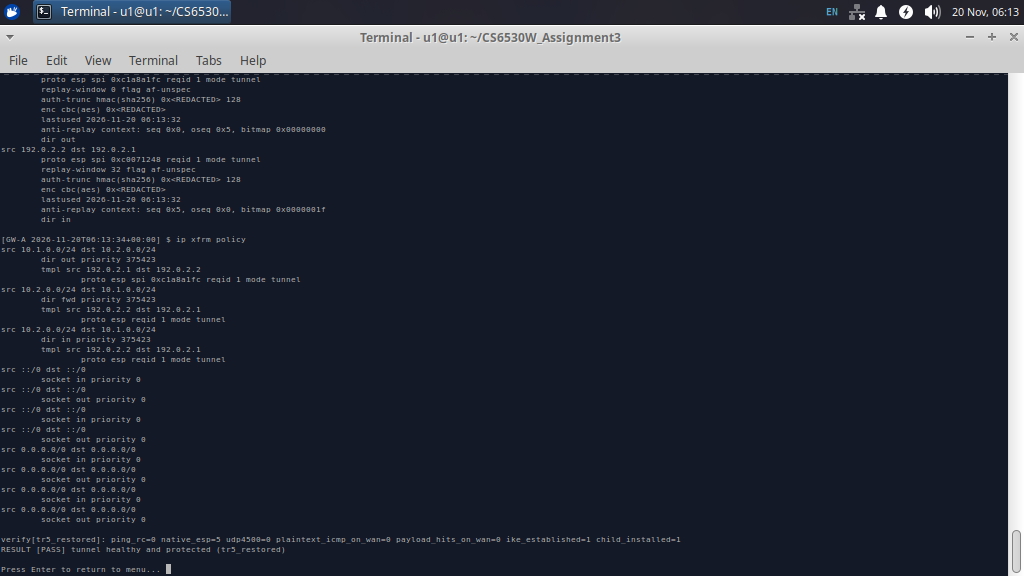 Terminal - u1@u1: ~/CS6530...
EN
20 Nov, 06:13
Terminal - u1@u1: ~/CS6530W_Assignment3
File Edit View Terminal Tabs Help
proto esp spi 0xc1a8a1fc reqid 1 mode tunnel
replay-window 0 flag af-unspec
auth-trunc hmac(sha256) 0x<REDACTED> 128
enc cbc(aes) 0x<REDACTED>
lastused 2026-11-20 06:13:32
anti-replay context: seq 0x0, oseq 0x5, bitmap 0x00000000
dir out
src 192.0.2.2 dst 192.0.2.1
proto esp spi 0xc0071248 reqid 1 mode tunnel
replay-window 32 flag af-unspec
auth-trunc hmac(sha256) 0x<REDACTED> 128
enc cbc(aes) 0x<REDACTED>
lastused 2026-11-20 06:13:32
anti-replay context: seq 0x5, oseq 0x0, bitmap 0x0000001f
dir in
[GW-A 2026-11-20T06:13:34+00:00] $ ip xfrm policy
src 10.1.0.0/24 dst 10.2.0.0/24
dir out priority 375423
tmpl src 192.0.2.1 dst 192.0.2.2
proto esp spi 0xc1a8a1fc reqid 1 mode tunnel
src 10.2.0.0/24 dst 10.1.0.0/24
dir fwd priority 375423
tmpl src 192.0.2.2 dst 192.0.2.1
proto esp reqid 1 mode tunnel
src 10.2.0.0/24 dst 10.1.0.0/24
dir in priority 375423
tmpl src 192.0.2.2 dst 192.0.2.1
proto esp reqid 1 mode tunnel
src ::/0 dst ::/0
socket in priority 0
src ::/0 dst ::/0
socket out priority 0
src ::/0 dst ::/0
socket in priority 0
src ::/0 dst ::/0
socket out priority 0
src 0.0.0.0/0 dst 0.0.0.0/0
socket in priority 0
src 0.0.0.0/0 dst 0.0.0.0/0
socket out priority 0
src 0.0.0.0/0 dst 0.0.0.0/0
socket in priority 0
src 0.0.0.0/0 dst 0.0.0.0/0
socket out priority 0
verify[tr5_restored]: ping_rc=0 native_esp=5 udp4500=0 plaintext_icmp_on_wan=0 payload_hits_on_wan=0 ike_established=1 child_installed=1
RESULT [PASS] tunnel healthy and protected (tr5_restored)
Press Enter to return to menu...